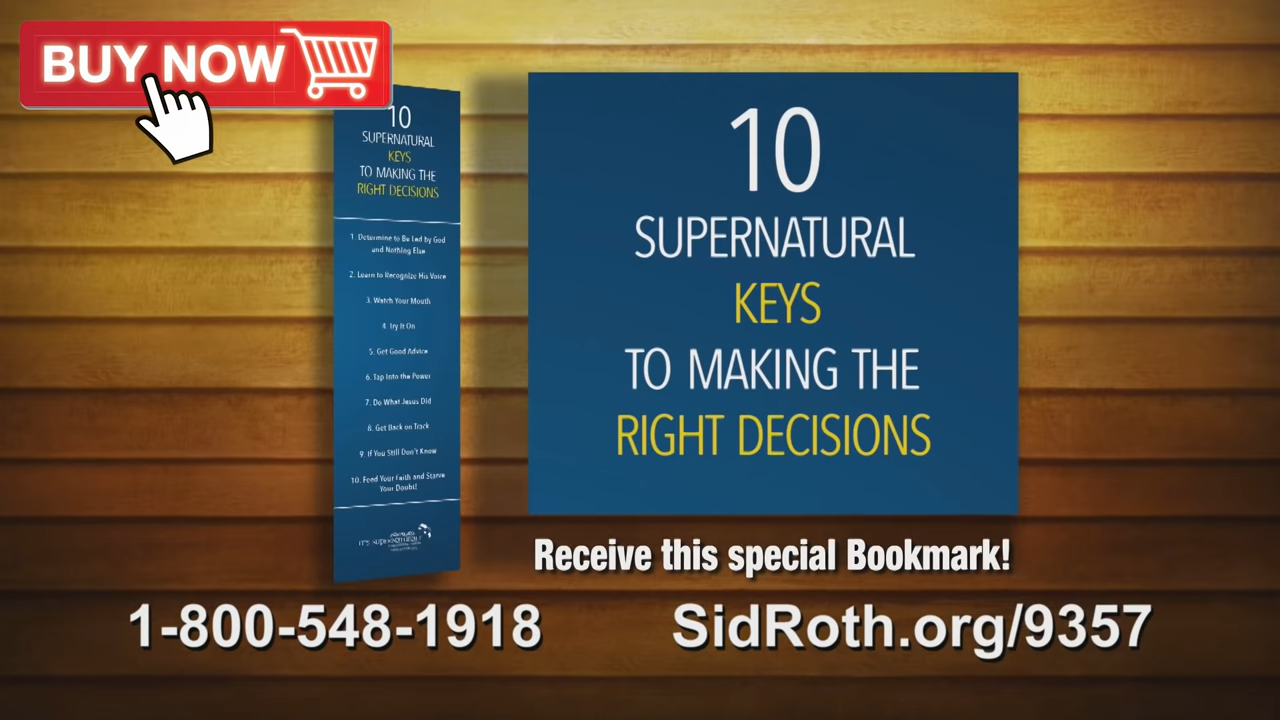 BUY NOW
10
SUPERNATURAL
KEYS
TO MAKING THE
RIGHT DECISIONS
1. Determine to Be Led by God
and Nothing Else
2. Learn to Recognize His Voice
3. Watch Your Mouth
4. Try It On
5. Get Good Advice
6. Tap Into the Power
7. Do What Jesus Did
8. Get Back on Track
9. If You Still Don't Know
10. Feed Your Faith and Starve
Your Doubt!
10
SUPERNATURAL
KEYS
TO MAKING THE
RIGHT DECISIONS
Receive this special Bookmark!
1-800-548-1918
SidRoth.org/9357